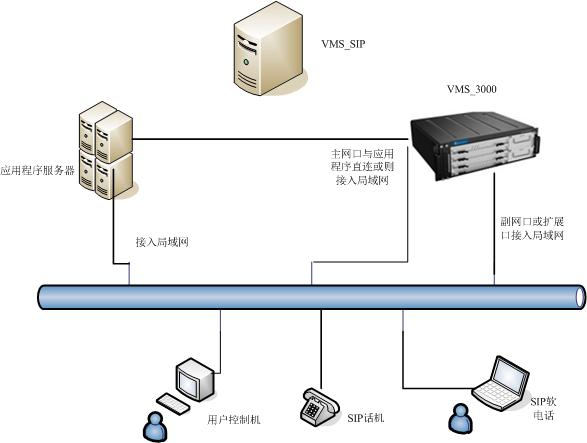 VMS_SIP
VMS_3000
应用程序服务器
主网口与应用
程序直连或则
接入局域网
副网口或扩展
口接入局域网
接入局域网
用户控制机
SIP话机
SIP软
电话